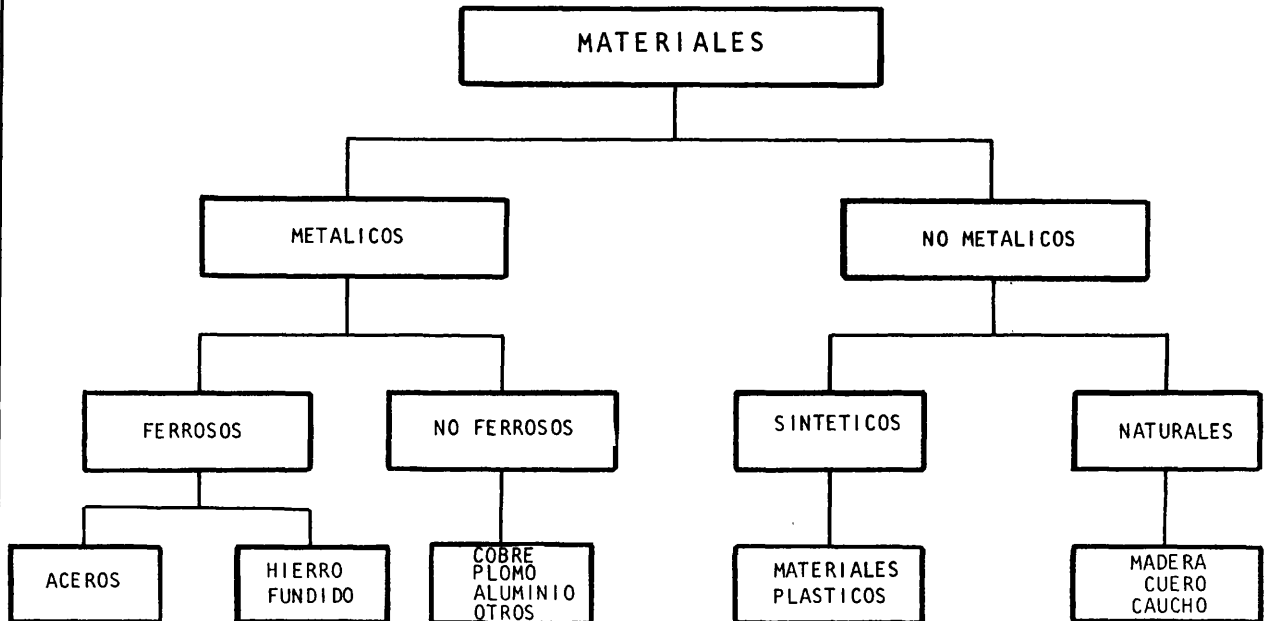 MATERIALES
METALICOS
NO METALICOS
FERROSOS
NO FERROSOS
SINTETICOS
NATURALES
ACEROS
HIERRO
FUNDIDO
COBRE
PLOMO
ALUMINIO
OTROS
MATERIALES
PLASTICOS
MADERA
CUERO
CAUCHO